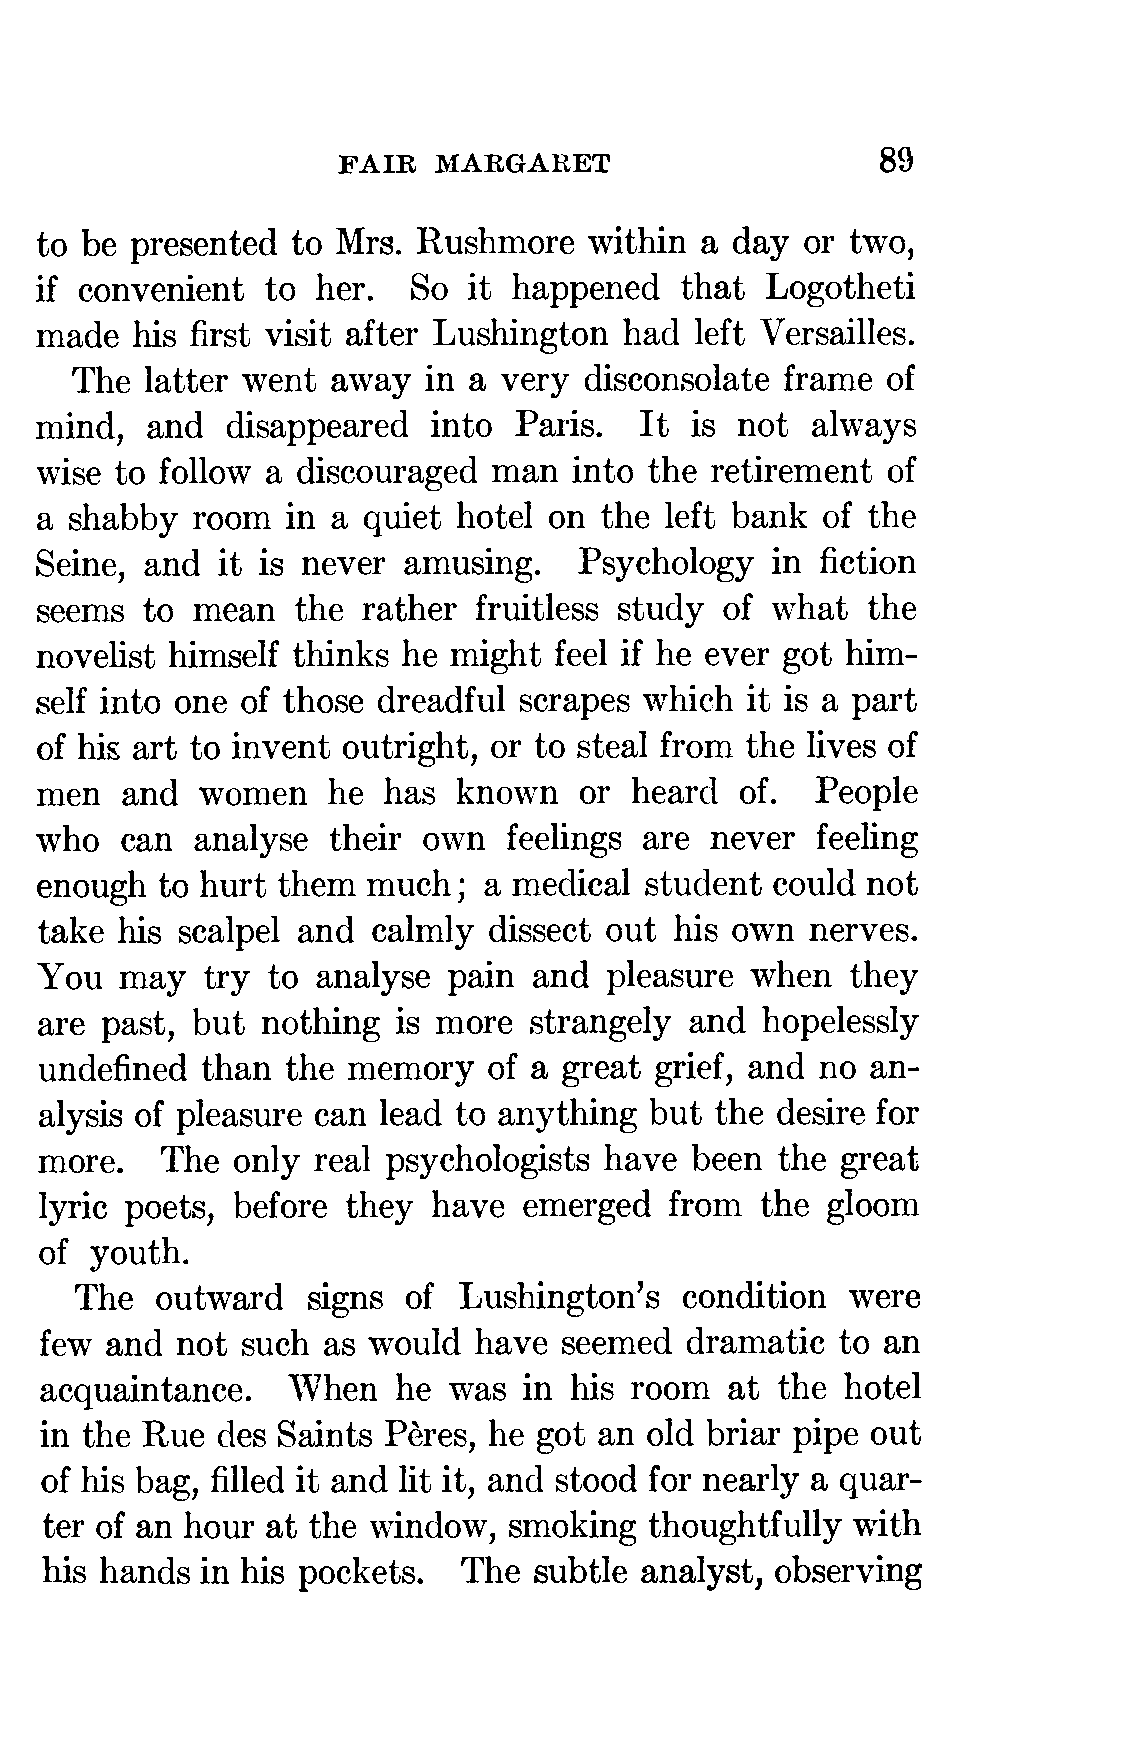 FAIR MARGARET 89
to be presented to Mrs. Rushmore within a day or two,
if convenient to her. So it happened that Logotheti
made his first visit after Lushington had left Versailles.
The latter went away in a very disconsolate frame of
mind, and disappeared into Paris. It is not always
wise to follow a discouraged man into the retirement of
a shabby room in a quiet hotel on the left bank of the
Seine, and it is never amusing. Psychology in fiction
seems to mean the rather fruitless study of what the
novelist himself thinks he might feel if he ever got him-
self into one of those dreadful scrapes which it is a part
of his art to invent outright, or to steal from the lives of
men and women he has known or heard of. People
who can analyse their own feelings are never feeling
enough to hurt them much; a medical student could not
take his scalpel and calmly dissect out his own nerves.
You may try to analyse pain and pleasure when they
are past, but nothing is more strangely and hopelessly
undefined than the memory of a great grief, and no an-
alysis of pleasure can lead to anything but the desire for
more. The only real psychologists have been the great
lyric poets, before they have emerged from the gloom
of youth.
The outward signs of Lushington's condition were
few and not such as would have seemed dramatic to an
acquaintance. When he was in his room at the hotel
in the Rue des Saints Pères, he got an old briar pipe out
of his bag, filled it and lit it, and stood for nearly a quar-
ter of an hour at the window, smoking thoughtfully with
his hands in his pockets. The subtle analyst, observing